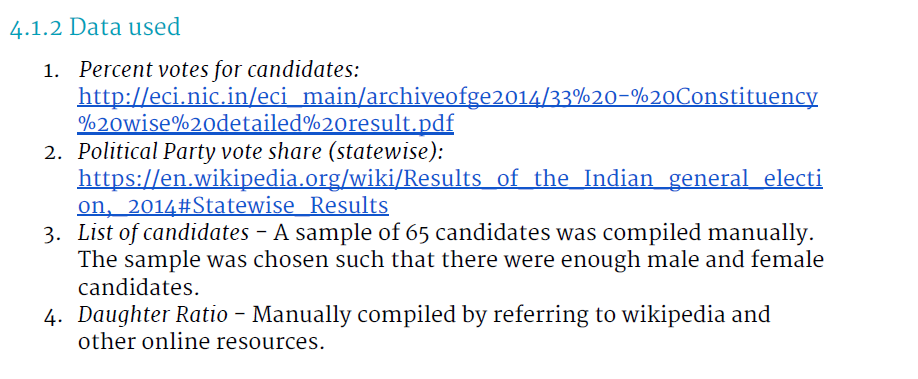 4.1.2 Data used
1. Percent votes for candidates:
http://eci.nic.in/eci_main/archiveofge2014/33%20-%20Constituency
%20wise%20detailed%20result.pdf
2. Political Party vote share (statewise):
https://en.wikipedia.org/wiki/Results_of_the_Indian_general_electi
on,_2014#Statewise_Results
3. List of candidates - A sample of 65 candidates was compiled manually.
The sample was chosen such that there were enough male and female
candidates.
4. Daughter Ratio - Manually compiled by referring to wikipedia and
other online resources.